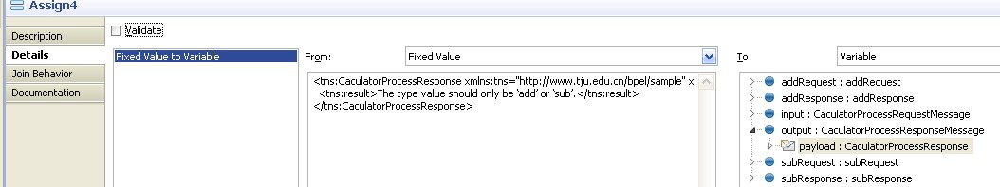 Assign4
Description
Details
Join Behavior
Documentation
Validate
Fixed Value to Variable
From: Fixed Value
<tns:CaculatorProcessResponse xmlns:tns="http://www.tju.edu.cn/bpel/sample" x
<tns:result>The type value should only be ‘add’ or ‘sub’.</tns:result>
</tns:CaculatorProcessResponse>
To: Variable
addRequest : addRequest
addResponse : addResponse
input : CaculatorProcessRequestMessage
output : CaculatorProcessResponseMessage
payload : CaculatorProcessResponse
subRequest : subRequest
subResponse : subResponse